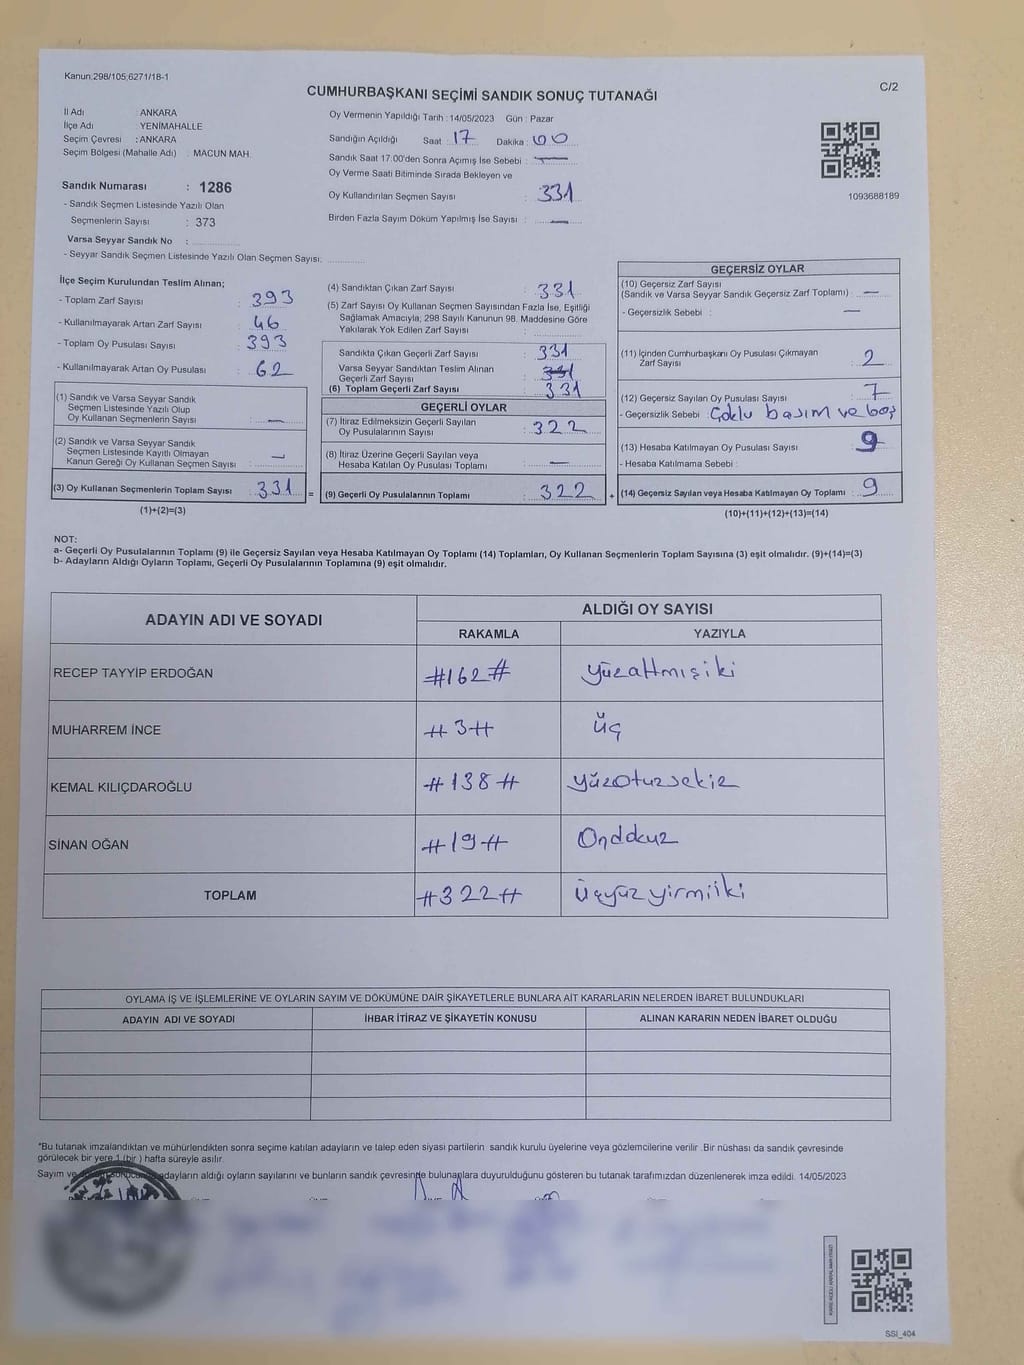 Kanun:298/105;6271/18-1
C/2
CUMHURBAŞKANI SEÇİMİ SANDIK SONUÇ TUTANAĞI
İl Adı : ANKARA
İlçe Adı : YENİMAHALLE
Seçim Çevresi : ANKARA
Seçim Bölgesi (Mahalle Adı) : MACUN MAH.
Sandık Numarası : 1286
- Sandık Seçmen Listesinde Yazılı Olan
Seçmenlerin Sayısı : 373
Varsa Seyyar Sandık No :
- Seyyar Sandık Seçmen Listesinde Yazılı Olan Seçmen Sayısı:
Oy Vermenin Yapıldığı Tarih : 14/05/2023 Gün : Pazar
Sandığın Açıldığı Saat : 17 Dakika : 00
Sandık Saat 17:00'den Sonra Açımış İse Sebebi : —
Oy Verme Saati Bitiminde Sırada Bekleyen ve
Oy Kullandırılan Seçmen Sayısı : 331
Birden Fazla Sayım Döküm Yapılmış İse Sayısı : —
1093688189
İlçe Seçim Kurulundan Teslim Alınan;
- Toplam Zarf Sayısı : 393
- Kullanılmayarak Artan Zarf Sayısı : 46
- Toplam Oy Pusulası Sayısı : 393
- Kullanılmayarak Artan Oy Pusulası : 62
(1) Sandık ve Varsa Seyyar Sandık
Seçmen Listesinde Yazılı Olup
Oy Kullanan Seçmenlerin Sayısı : —
(2) Sandık ve Varsa Seyyar Sandık
Seçmen Listesinde Kayıtlı Olmayan
Kanun Gereği Oy Kullanan Seçmen Sayısı : —
(3) Oy Kullanan Seçmenlerin Toplam Sayısı : 331
(1)+(2)=(3)
(4) Sandıktan Çıkan Zarf Sayısı : 331
(5) Zarf Sayısı Oy Kullanan Seçmen Sayısından Fazla İse, Eşitliği
Sağlamak Amacıyla; 298 Sayılı Kanunun 98. Maddesine Göre
Yakılarak Yok Edilen Zarf Sayısı :
Sandıkta Çıkan Geçerli Zarf Sayısı : 331
Varsa Seyyar Sandıktan Teslim Alınan
Geçerli Zarf Sayısı : 331
(6) Toplam Geçerli Zarf Sayısı : 331
GEÇERLİ OYLAR
(7) İtiraz Edilmeksizin Geçerli Sayılan
Oy Pusulalarının Sayısı : 322
(8) İtiraz Üzerine Geçerli Sayılan veya
Hesaba Katılan Oy Pusulası Toplamı : —
= (9) Geçerli Oy Pusulalarının Toplamı : 322
GEÇERSİZ OYLAR
(10) Geçersiz Zarf Sayısı
(Sandık ve Varsa Seyyar Sandık Geçersiz Zarf Toplamı) : —
- Geçersizlik Sebebi : —
(11) İçinden Cumhurbaşkanı Oy Pusulası Çıkmayan
Zarf Sayısı : 2
(12) Geçersiz Sayılan Oy Pusulası Sayısı : 7
- Geçersizlik Sebebi : Çoklu basım ve boş
(13) Hesaba Katılmayan Oy Pusulası Sayısı : 9
- Hesaba Katılmama Sebebi :
+ (14) Geçersiz Sayılan veya Hesaba Katılmayan Oy Toplamı : 9
(10)+(11)+(12)+(13)=(14)
NOT:
a- Geçerli Oy Pusulalarının Toplamı (9) ile Geçersiz Sayılan veya Hesaba Katılmayan Oy Toplamı (14) Toplamları, Oy Kullanan Seçmenlerin Toplam Sayısına (3) eşit olmalıdır. (9)+(14)=(3)
b- Adayların Aldığı Oyların Toplamı, Geçerli Oy Pusulalarının Toplamına (9) eşit olmalıdır.
ADAYIN ADI VE SOYADI
ALDIĞI OY SAYISI
RAKAMLA YAZIYLA
RECEP TAYYİP ERDOĞAN #162# Yüzaltmışiki
MUHARREM İNCE #3# Üç
KEMAL KILIÇDAROĞLU #138# Yüzotuzsekiz
SİNAN OĞAN #19# Ondokuz
TOPLAM #322# Üçyüzyirmiiki
OYLAMA İŞ VE İŞLEMLERİNE VE OYLARIN SAYIM VE DÖKÜMÜNE DAİR ŞİKAYETLERLE BUNLARA AİT KARARLARIN NELERDEN İBARET BULUNDUKLARI
ADAYIN ADI VE SOYADI İHBAR İTİRAZ VE ŞİKAYETİN KONUSU ALINAN KARARIN NEDEN İBARET OLDUĞU
*Bu tutanak imzalandıktan ve mühürlendikten sonra seçime katılan adayların ve talep eden siyasi partilerin sandık kurulu üyelerine veya gözlemcilerine verilir. Bir nüshası da sandık çevresinde
görülecek bir yere 1 (bir) hafta süreyle asılır.
Sayım ve adayların aldığı oyların sayılarını ve bunların sandık çevresinde bulunanlara duyurulduğunu gösteren bu tutanak tarafımızdan düzenlenerek imza edildi. 14/05/2023
SSI_404